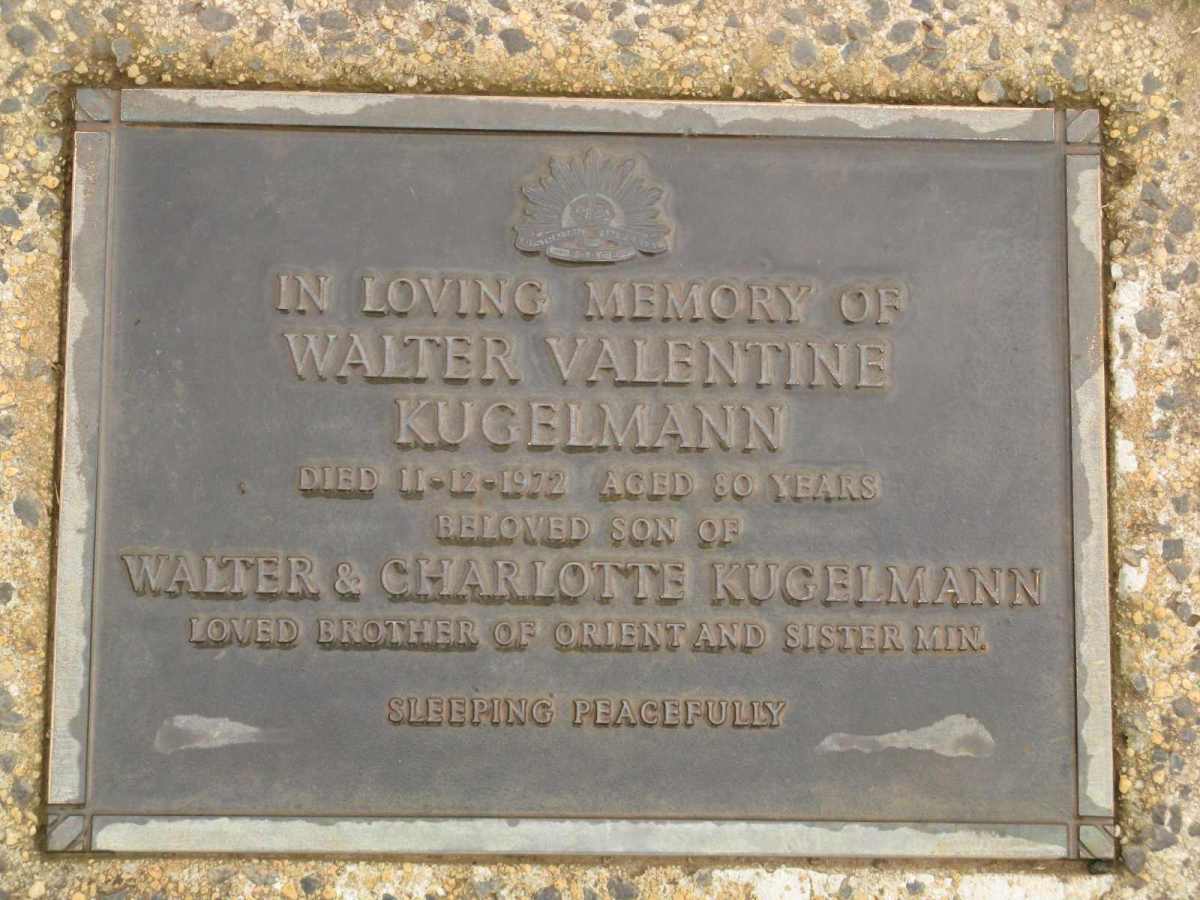 IN LOVING MEMORY OF
WALTER VALENTINE
KUGELMANN
DIED 11-12-1972 AGED 80 YEARS
BELOVED SON OF
WALTER & CHARLOTTE KUGELMANN
LOVED BROTHER OF ORIENT AND SISTER MIN.
SLEEPING PEACEFULLY